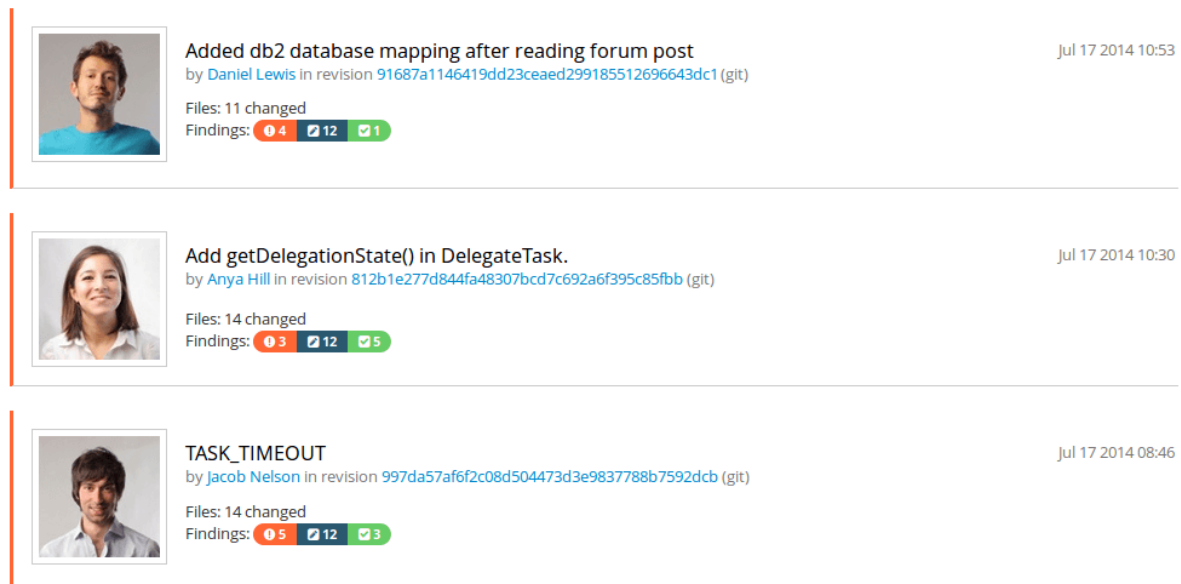 Added db2 database mapping after reading forum post
Jul 17 2014 10:53
by Daniel Lewis in revision 91687a1146419dd23ceaed299185512696643dc1 (git)
Files: 11 changed
Findings: 4 12 1
Add getDelegationState() in DelegateTask.
Jul 17 2014 10:30
by Anya Hill in revision 812b1e277d844fa48307bcd7c692a6f395c85fbb (git)
Files: 14 changed
Findings: 3 12 5
TASK_TIMEOUT
Jul 17 2014 08:46
by Jacob Nelson in revision 997da57af6f2c08d504473d3e9837788b7592dcb (git)
Files: 14 changed
Findings: 5 12 3